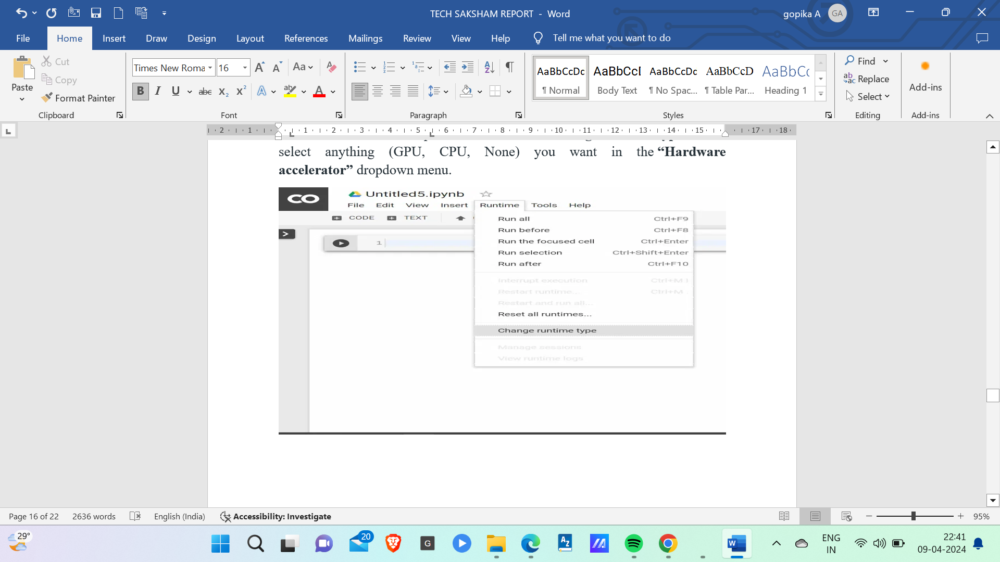 TECH SAKSHAM REPORT - Word
gopika A GA
File Home Insert Draw Design Layout References Mailings Review View Help Tell me what you want to do
Paste
Cut
Copy
Format Painter
Clipboard
Times New Roma 16
Font
Paragraph
AaBbCcDc AaBbCcI AaBbCcDc AaBbCcD AaBbCc
¶ Normal Body Text ¶ No Spac... ¶ Table Par... Heading 1
Styles
Find
Replace
Select
Editing
Add-ins
Add-ins
2 1 1 2 3 4 5 6 7 8 9 10 11 12 13 14 15 17 18
select anything (GPU, CPU, None) you want in the “Hardware
accelerator” dropdown menu.
CO Untitled5.ipynb
File Edit View Insert Runtime Tools Help
CODE TEXT
1
Run all Ctrl+F9
Run before Ctrl+F8
Run the focused cell Ctrl+Enter
Run selection Ctrl+Shift+Enter
Run after Ctrl+F10
Interrupt execution Ctrl+M I
Restart runtime... Ctrl+M .
Restart and run all...
Reset all runtimes...
Change runtime type
Manage sessions
View runtime logs
Page 16 of 22 2636 words English (India) Accessibility: Investigate 95%
29° 20 G A Z W ENG
IN
22:41
09-04-2024